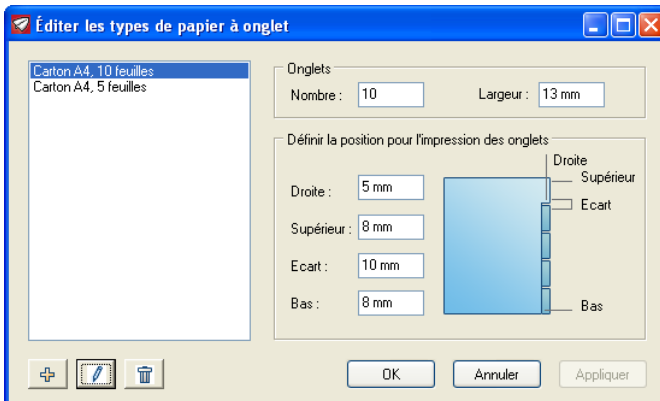 Éditer les types de papier à onglet
Carton A4, 10 feuilles
Carton A4, 5 feuilles
Onglets
Nombre : 10 Largeur : 13 mm
Définir la position pour l'impression des onglets
Droite
Droite : 5 mm Supérieur
Ecart
Supérieur : 8 mm
Ecart : 10 mm
Bas : 8 mm Bas
OK Annuler Appliquer